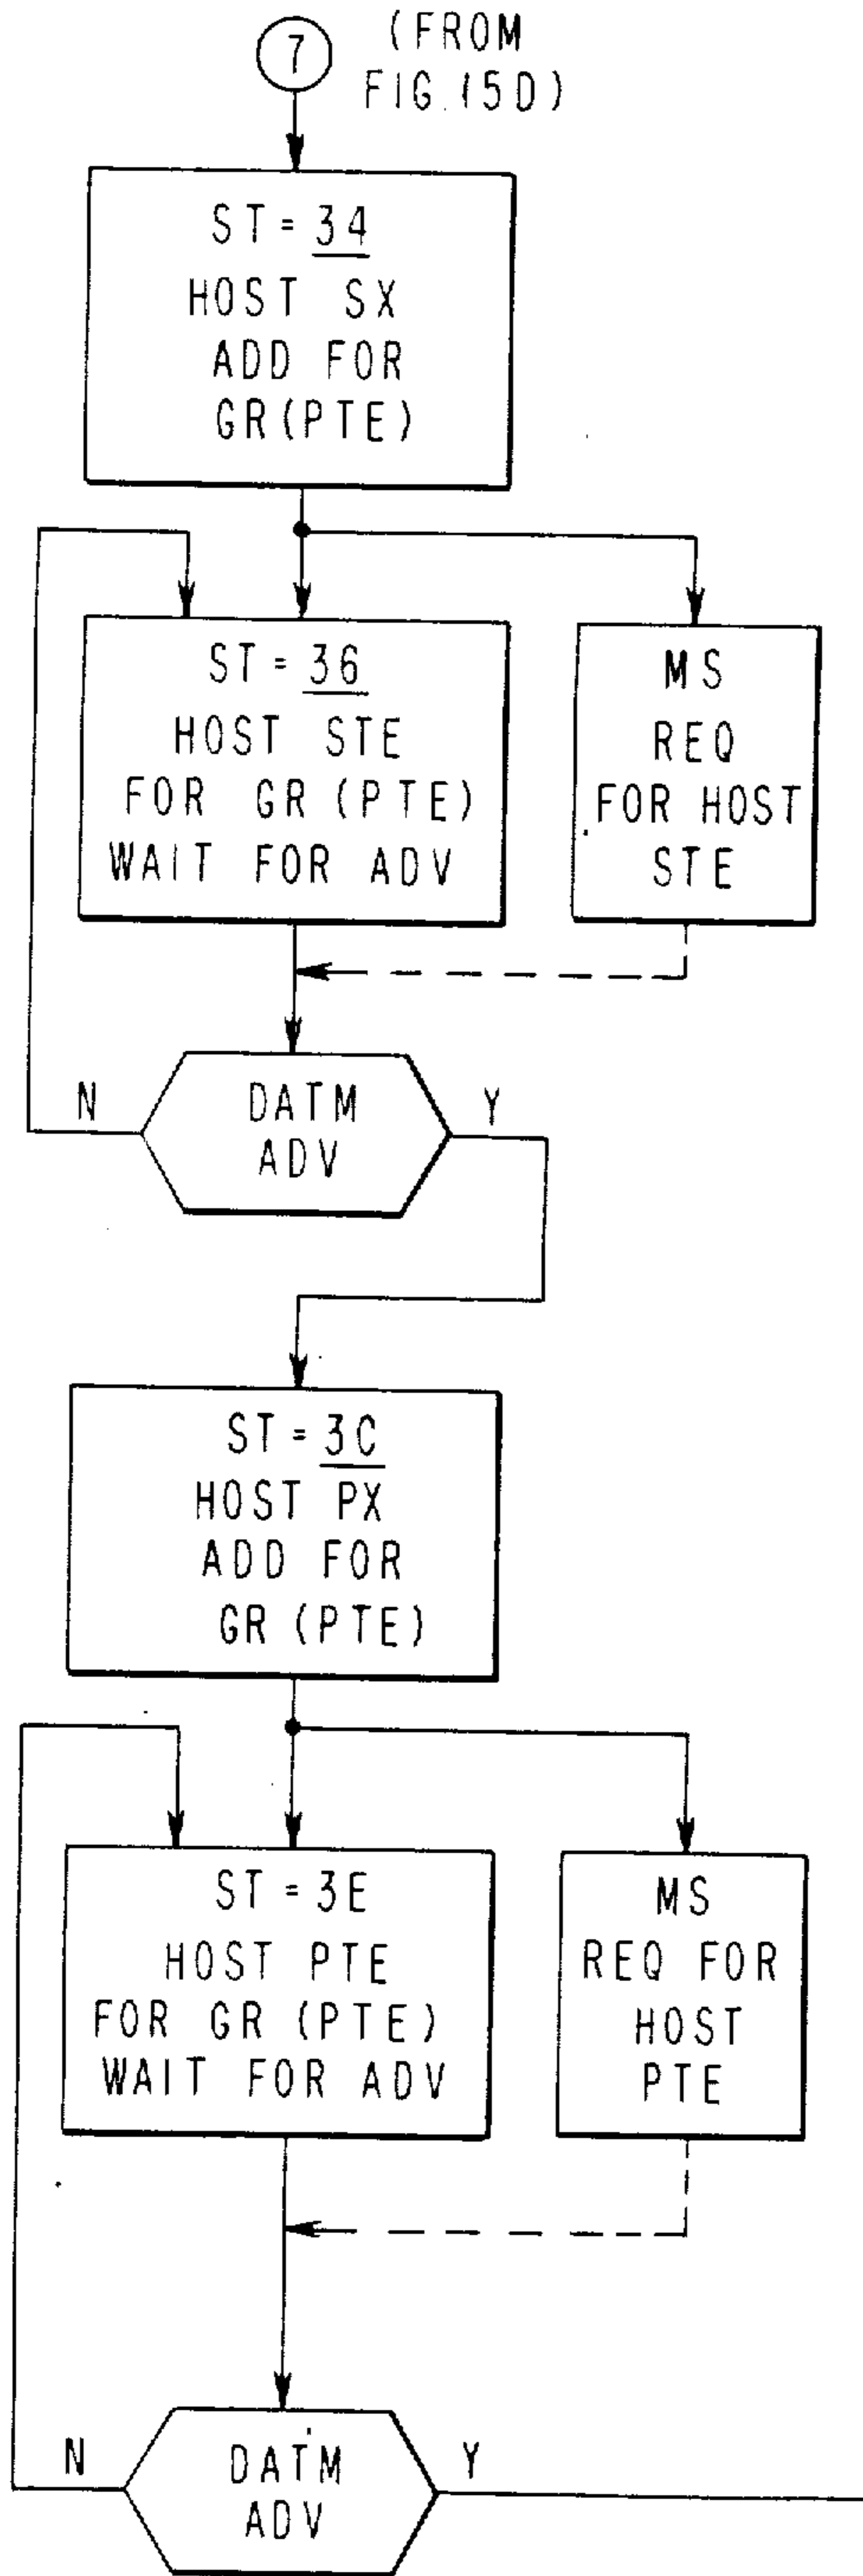 7
(FROM
FIG.(5D)
ST = 34
HOST SX
ADD FOR
GR(PTE)
ST = 36
HOST STE
FOR GR (PTE)
WAIT FOR ADV
MS
REQ
FOR HOST
STE
N
DATM
ADV
Y
ST = 3C
HOST PX
ADD FOR
GR (PTE)
ST = 3E
HOST PTE
FOR GR (PTE)
WAIT FOR ADV
MS
REQ FOR
HOST
PTE
N
DATM
ADV
Y